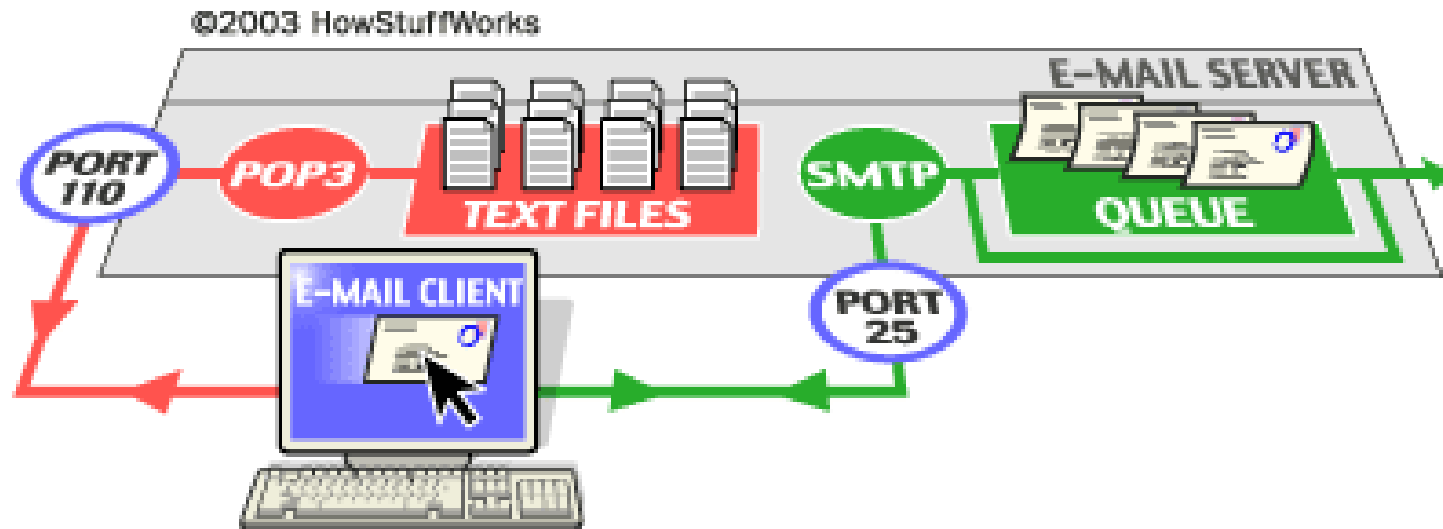 ©2003 HowStuffWorks
E-MAIL SERVER
PORT
110
POP3
TEXT FILES
SMTP
QUEUE
E-MAIL CLIENT
PORT
25